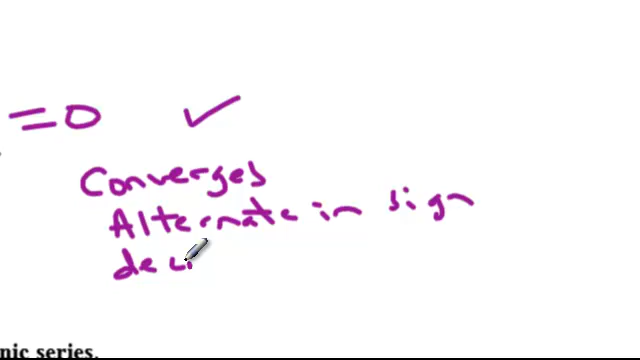 =0 ✓
Converges
Alternate in sign
nic series.